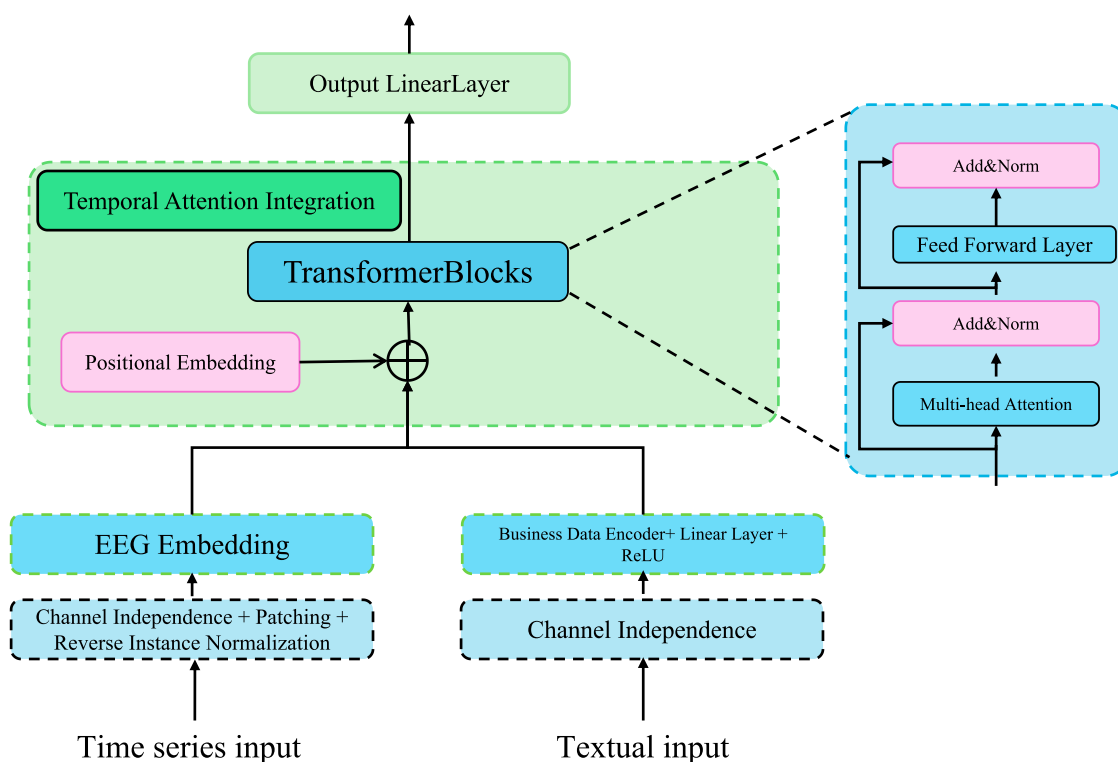 Output LinearLayer
Temporal Attention Integration
TransformerBlocks
Positional Embedding
Add&Norm
Feed Forward Layer
Add&Norm
Multi-head Attention
EEG Embedding
Business Data Encoder+ Linear Layer +
ReLU
Channel Independence + Patching +
Reverse Instance Normalization
Channel Independence
Time series input
Textual input